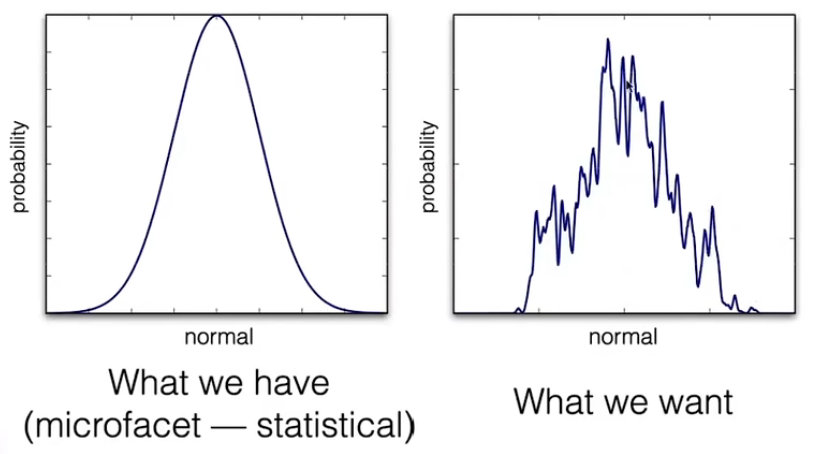 probability
normal
What we have
(microfacet — statistical)
probability
normal
What we want